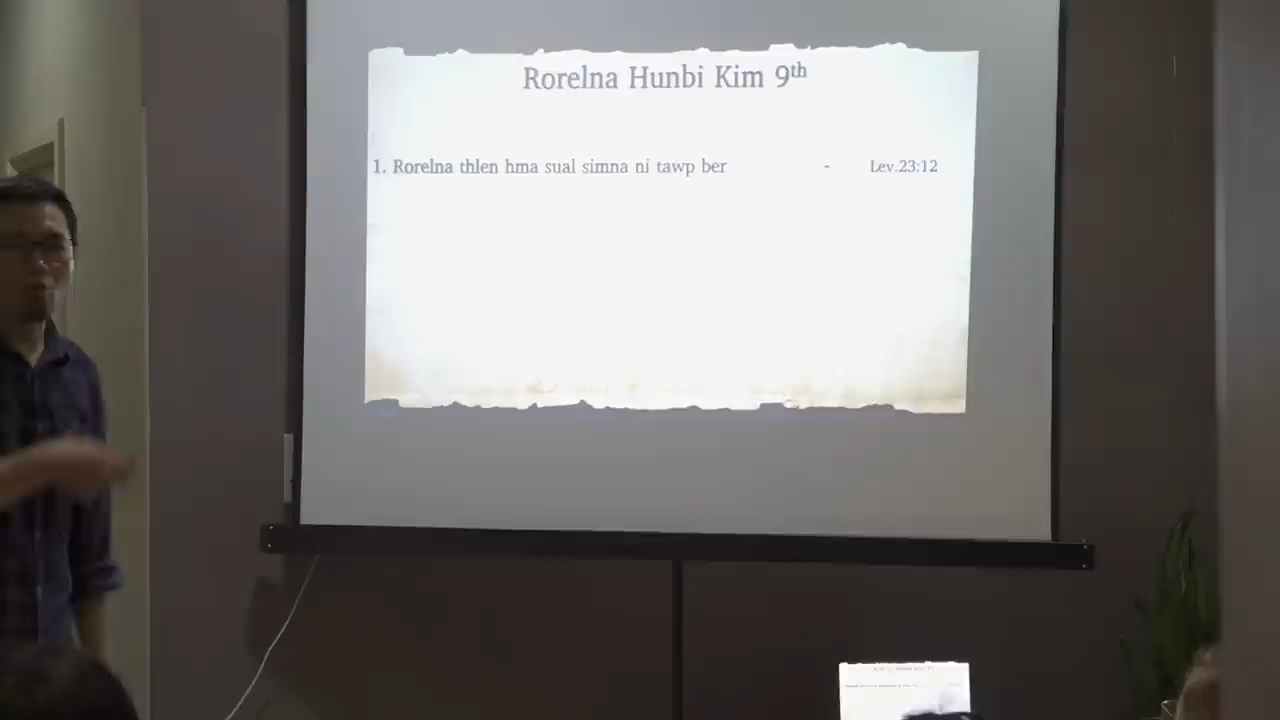 Rorelna Hunbi Kim 9th
1. Rorelna thlen hma sual simna ni tawp ber - Lev.23:12